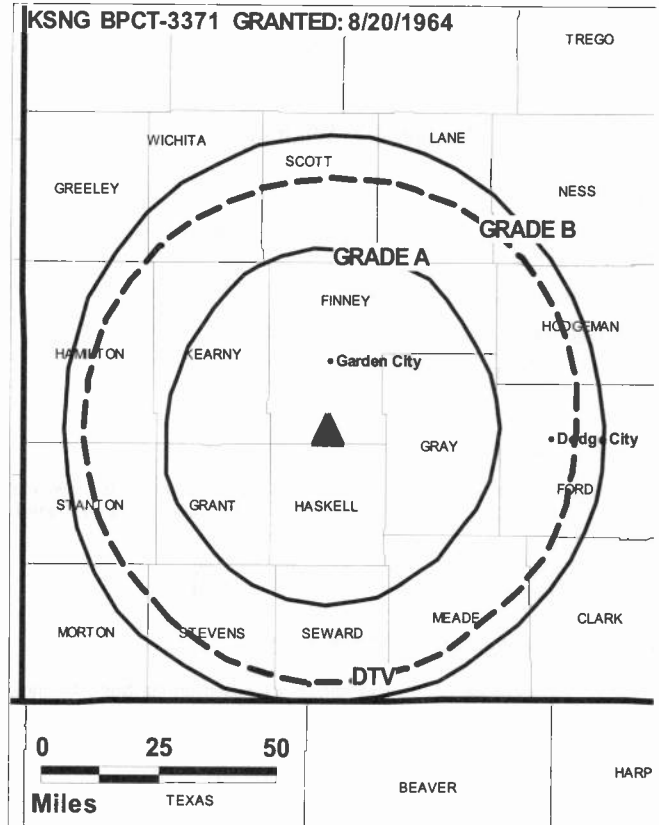 KSNG BPCT-3371 GRANTED: 8/20/1964
TREGO
WICHITA
LANE
SCOTT
GREELEY
NESS
GRADE B
GRADE A
FINNEY
HODGEMAN
HAMILTON
KEARNY
Garden City
Dodge City
GRAY
FORD
STANTON
GRANT
HASKELL
MEADE
CLARK
MORTON
STEVENS
SEWARD
DTV
0 25 50
Miles
TEXAS
BEAVER
HARP